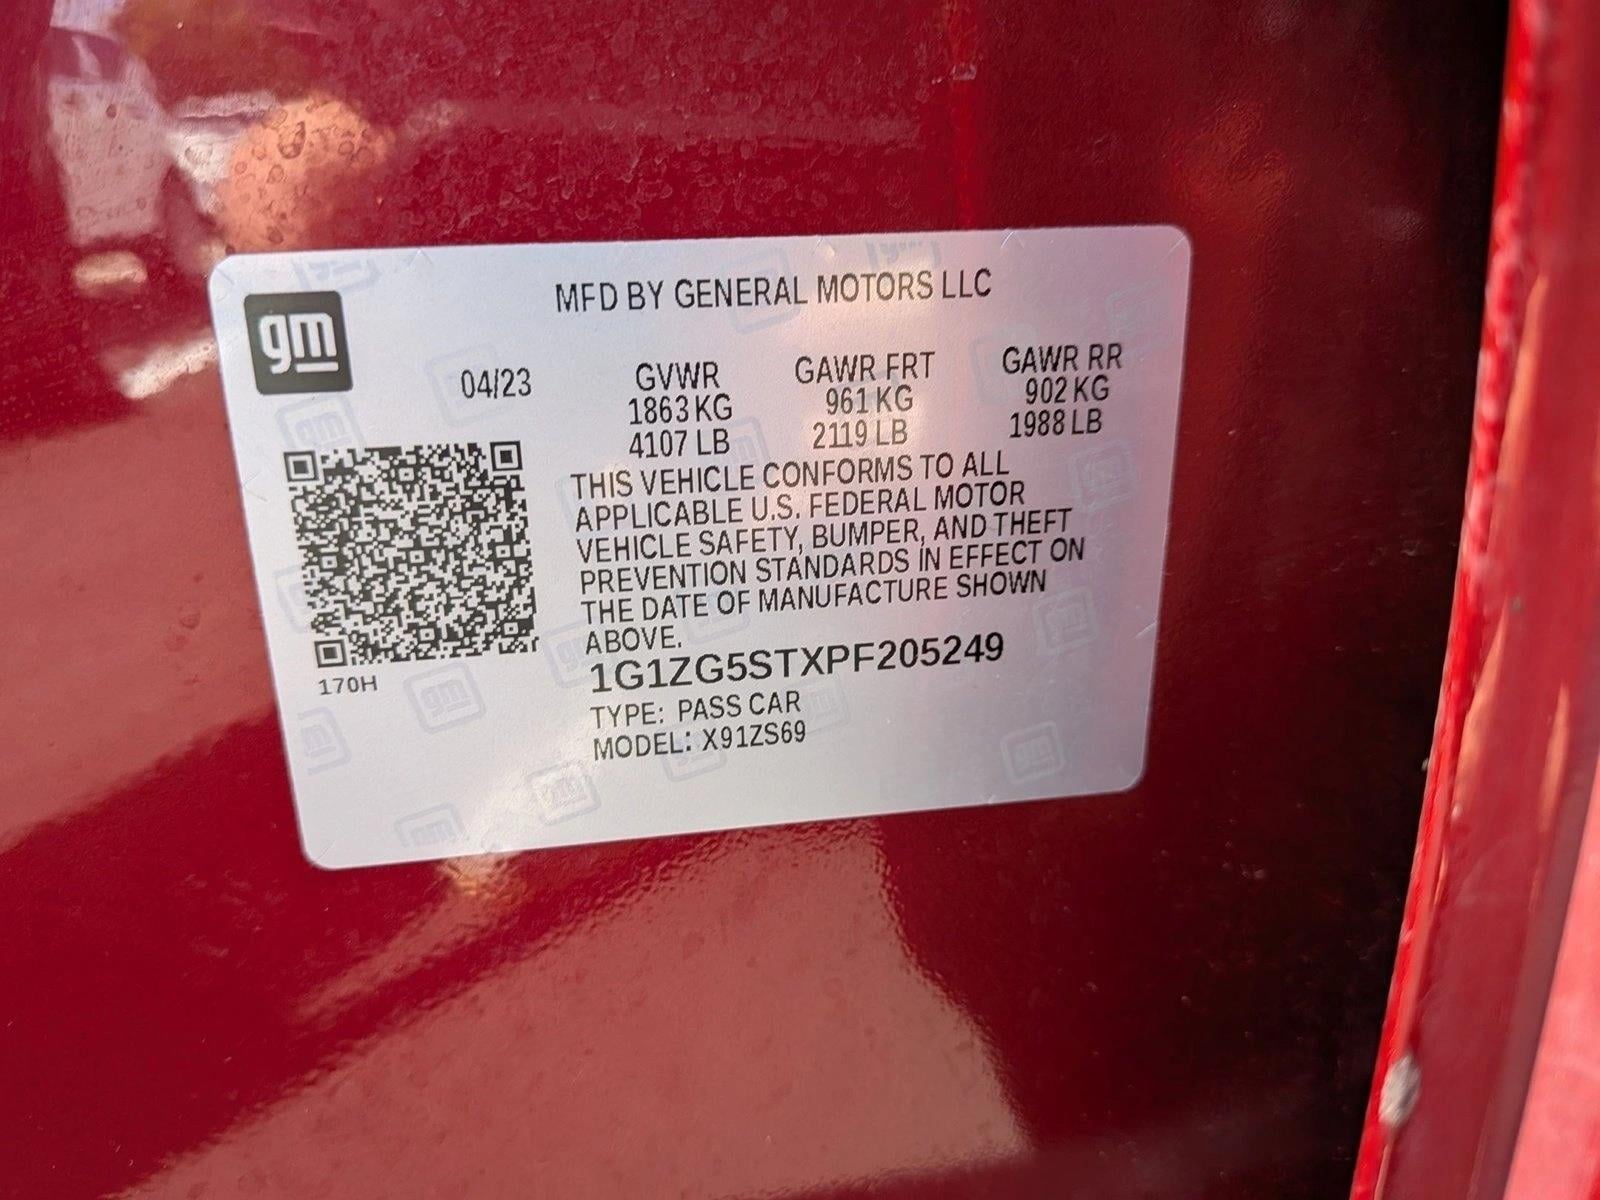 MFD BY GENERAL MOTORS LLC
gm
04/23
GVWR GAWR FRT GAWR RR
1863 KG 961 KG 902 KG
4107 LB 2119 LB 1988 LB
THIS VEHICLE CONFORMS TO ALL
APPLICABLE U.S. FEDERAL MOTOR
VEHICLE SAFETY, BUMPER, AND THEFT
PREVENTION STANDARDS IN EFFECT ON
THE DATE OF MANUFACTURE SHOWN
ABOVE.
1G1ZG5STXPF205249
170H
TYPE: PASS CAR
MODEL: X91ZS69